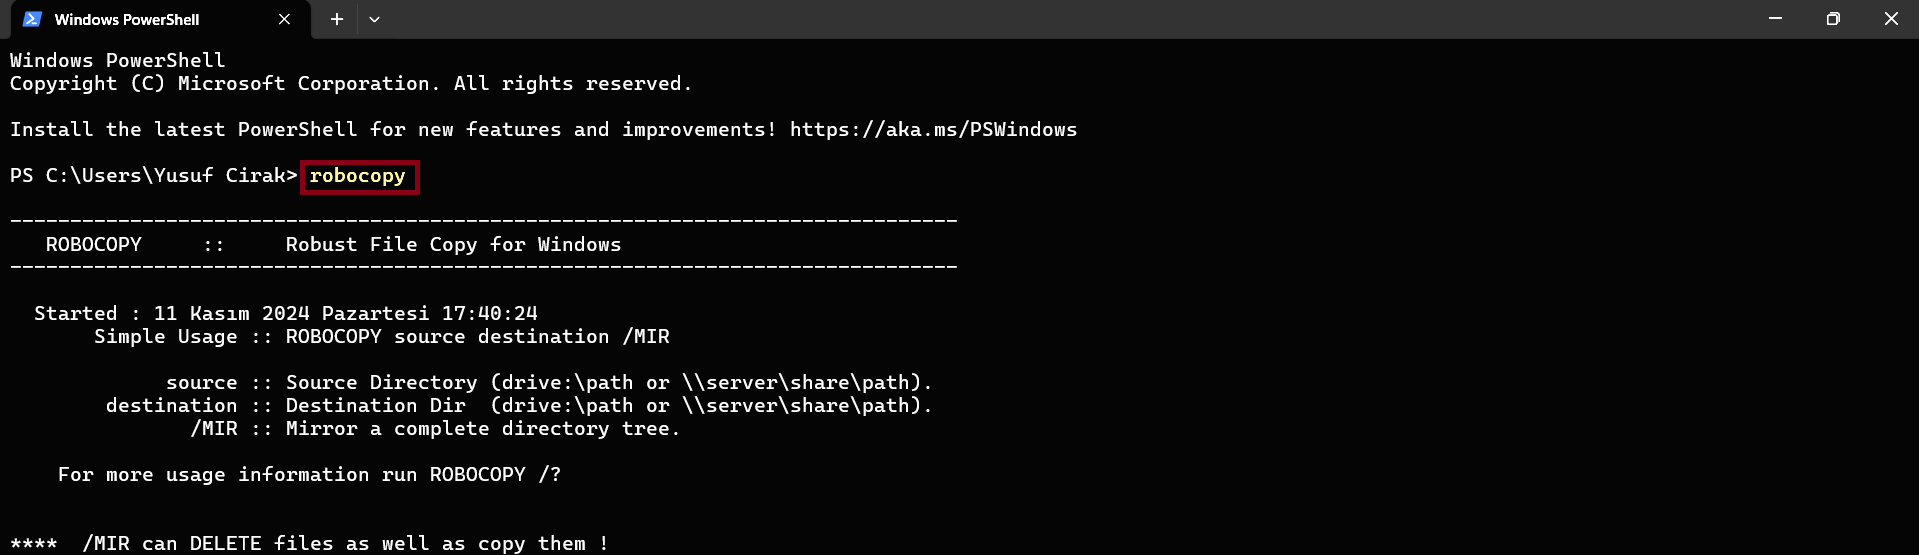 Windows PowerShell
Windows PowerShell
Copyright (C) Microsoft Corporation. All rights reserved.
Install the latest PowerShell for new features and improvements! https://aka.ms/PSWindows
PS C:\Users\Yusuf Cirak> robocopy
-------------------------------------------------------------------------------
   ROBOCOPY     ::     Robust File Copy for Windows
-------------------------------------------------------------------------------
  Started : 11 Kasım 2024 Pazartesi 17:40:24
       Simple Usage :: ROBOCOPY source destination /MIR
             source :: Source Directory (drive:\path or \\server\share\path).
        destination :: Destination Dir  (drive:\path or \\server\share\path).
               /MIR :: Mirror a complete directory tree.
    For more usage information run ROBOCOPY /?
****  /MIR can DELETE files as well as copy them !